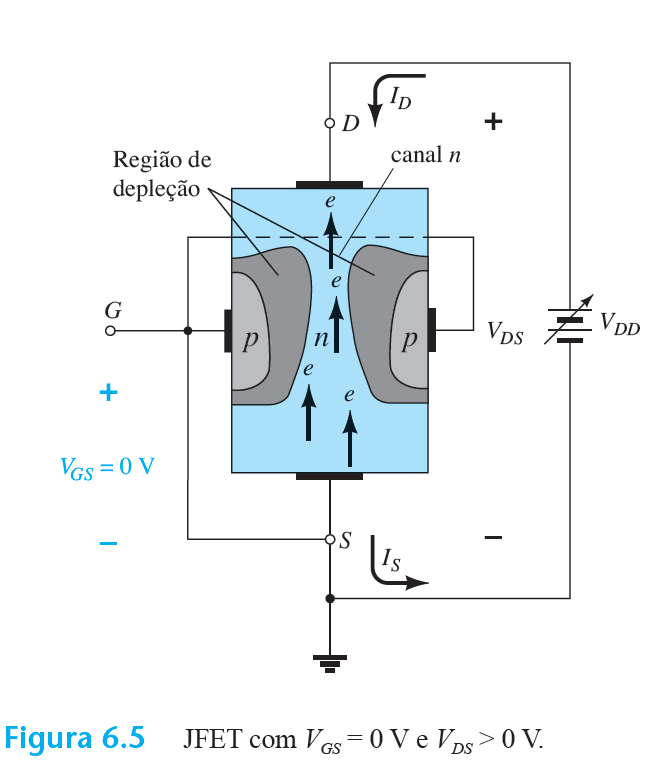 I_D
D
+
canal n
Região de
depleção
e
e
G
p
n
p
V_DS
V_DD
e
e
+
V_GS = 0 V
–
S
I_S
–
Figura 6.5 JFET com V_GS = 0 V e V_DS > 0 V.